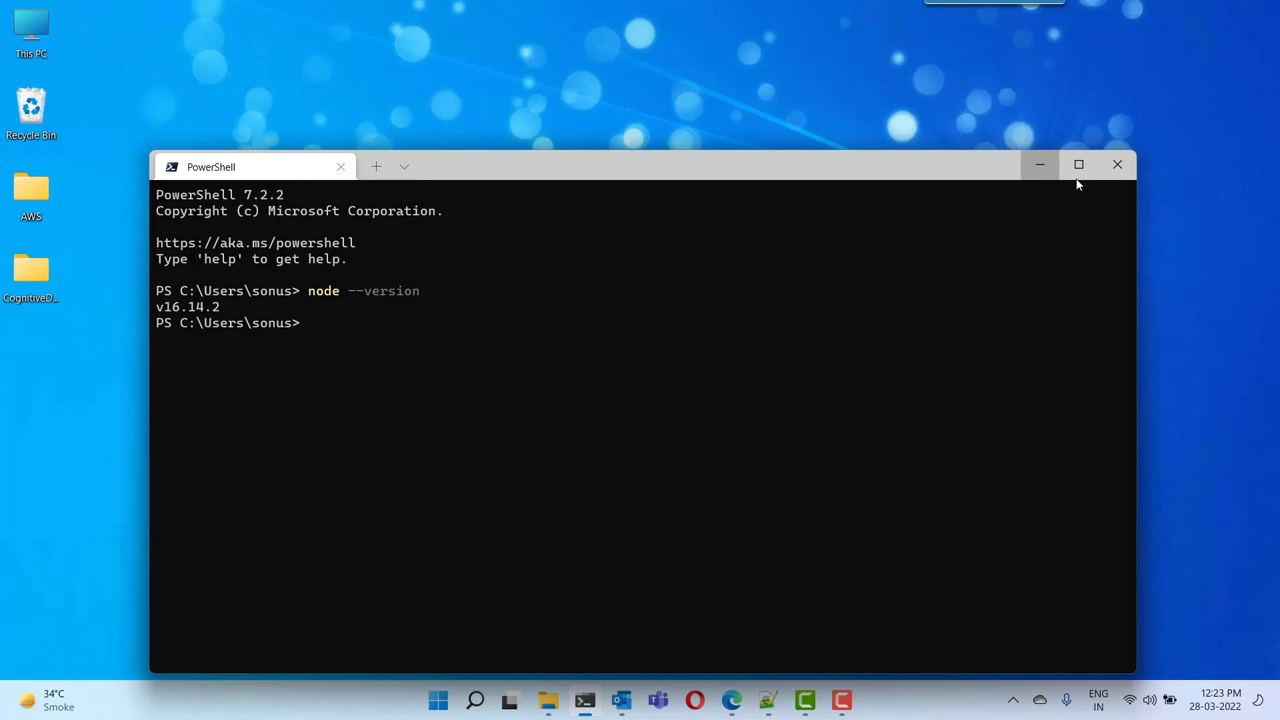 This PC
Recycle Bin
AWS
CognitiveD...
PowerShell
PowerShell 7.2.2
Copyright (c) Microsoft Corporation.
https://aka.ms/powershell
Type 'help' to get help.
PS C:\Users\sonus> node --version
v16.14.2
PS C:\Users\sonus>
34°C
Smoke
ENG
IN
12:23 PM
28-03-2022